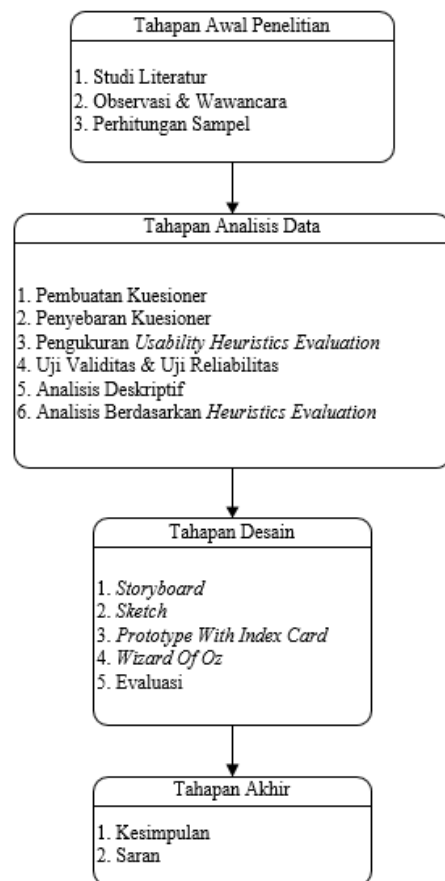 Tahapan Awal Penelitian
1. Studi Literatur
2. Observasi & Wawancara
3. Perhitungan Sampel
Tahapan Analisis Data
1. Pembuatan Kuesioner
2. Penyebaran Kuesioner
3. Pengukuran Usability Heuristics Evaluation
4. Uji Validitas & Uji Reliabilitas
5. Analisis Deskriptif
6. Analisis Berdasarkan Heuristics Evaluation
Tahapan Desain
1. Storyboard
2. Sketch
3. Prototype With Index Card
4. Wizard Of Oz
5. Evaluasi
Tahapan Akhir
1. Kesimpulan
2. Saran